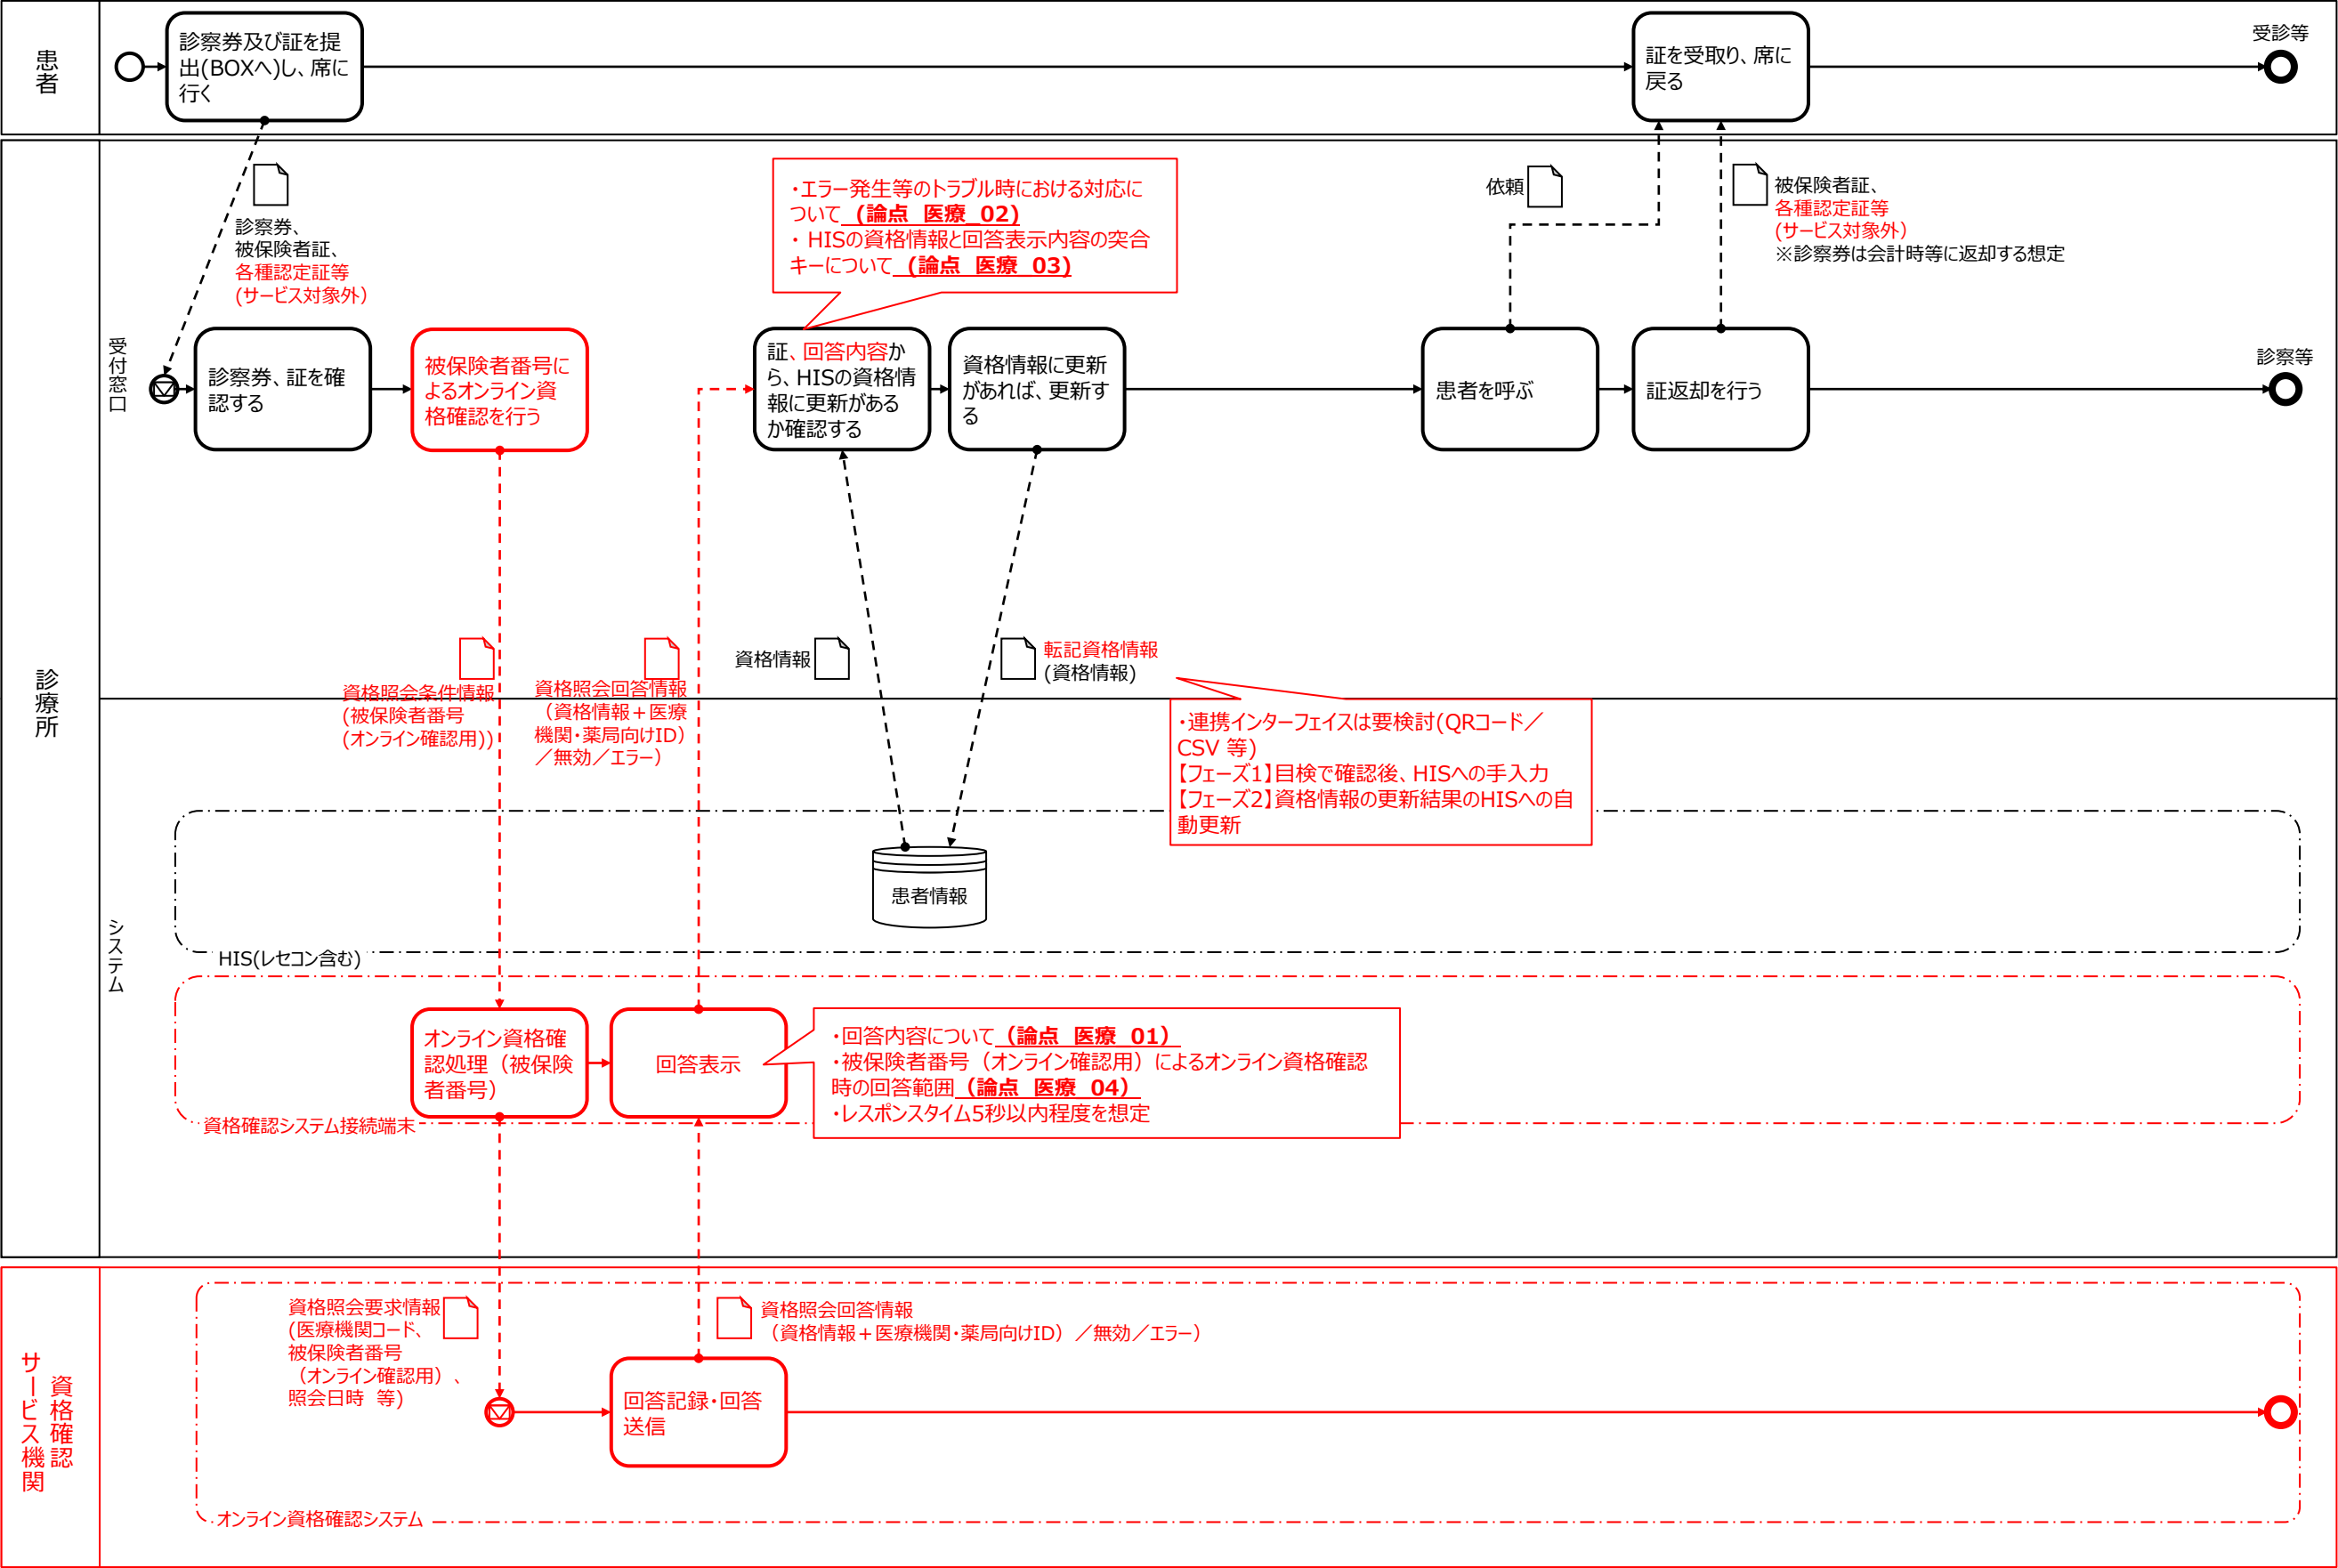 患者
診察券及び証を提
出(BOXへ)し、席に
行く
証を受取り、席に
戻る
受診等
診療所
受付窓口
診察券、
被保険者証、
各種認定証等
(サービス対象外）
・エラー発生等のトラブル時における対応に
ついて (論点 医療 02)
・ HISの資格情報と回答表示内容の突合
キーについて (論点 医療 03)
依頼
被保険者証、
各種認定証等
(サービス対象外）
※診察券は会計時等に返却する想定
診察券、証を確
認する
被保険者番号に
よるオンライン資
格確認を行う
証、回答内容か
ら、HISの資格情
報に更新がある
か確認する
資格情報に更新
があれば、更新す
る
患者を呼ぶ
証返却を行う
診察等
資格照会条件情報
(被保険者番号
(オンライン確認用))
資格照会回答情報
（資格情報＋医療
機関・薬局向けID）
／無効／エラー）
資格情報
転記資格情報
(資格情報)
・連携インターフェイスは要検討(QRコード／
CSV 等)
【フェーズ1】目検で確認後、HISへの手入力
【フェーズ2】資格情報の更新結果のHISへの自
動更新
システム
患者情報
HIS(レセコン含む)
オンライン資格確
認処理（被保険
者番号）
回答表示
・回答内容について（論点 医療 01）
・被保険者番号（オンライン確認用）によるオンライン資格確認
時の回答範囲（論点 医療 04）
・レスポンスタイム5秒以内程度を想定
資格確認システム接続端末
資格確認
サービス機関
資格照会要求情報
(医療機関コード、
被保険者番号
（オンライン確認用）、
照会日時 等)
資格照会回答情報
（資格情報＋医療機関・薬局向けID）／無効／エラー）
回答記録・回答
送信
オンライン資格確認システム